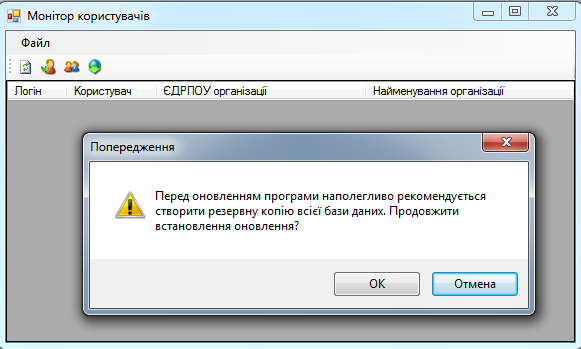 Монітор користувачів
Файл
Логін Користувач ЄДРПОУ організації Найменування організації
Попередження
Перед оновленням програми наполегливо рекомендується
створити резервну копію всієї бази даних. Продовжити
встановлення оновлення?
OK Отмена